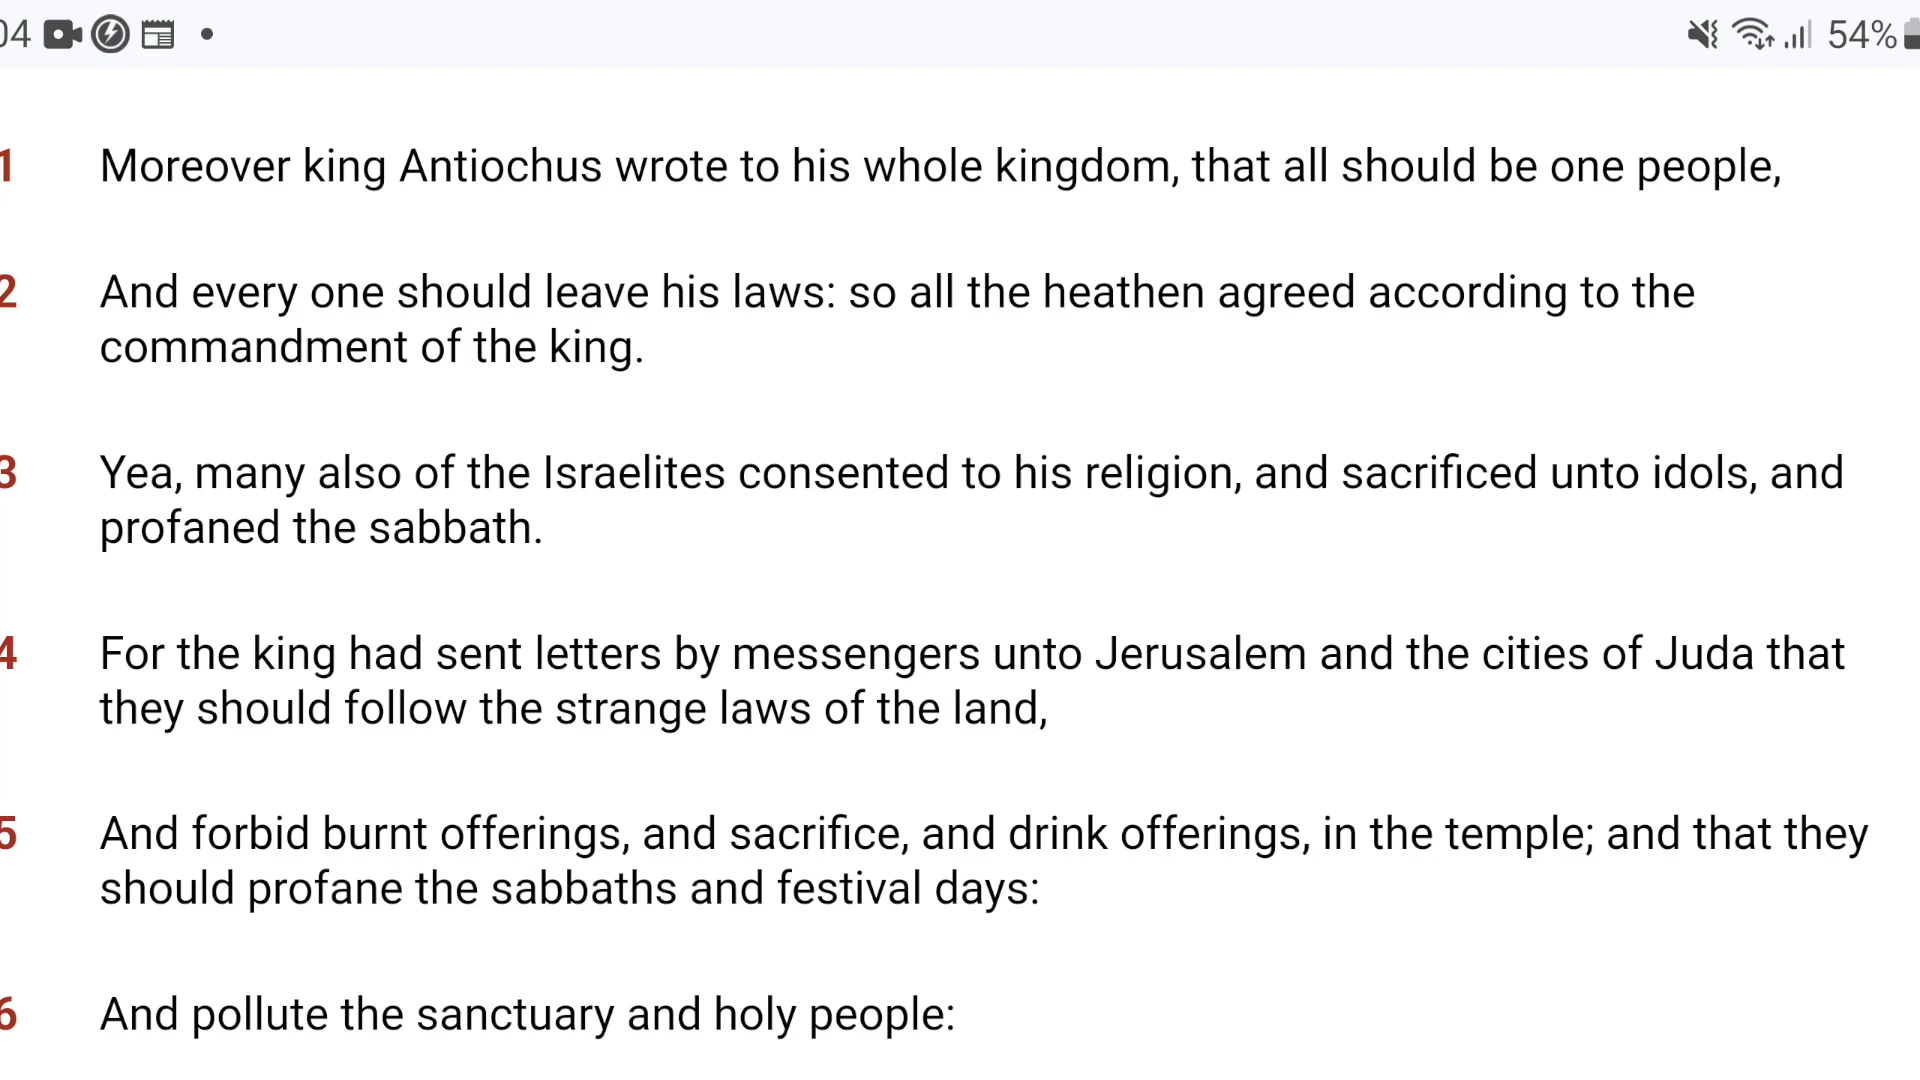 04 54%
1 Moreover king Antiochus wrote to his whole kingdom, that all should be one people,
2 And every one should leave his laws: so all the heathen agreed according to the
commandment of the king.
3 Yea, many also of the Israelites consented to his religion, and sacrificed unto idols, and
profaned the sabbath.
4 For the king had sent letters by messengers unto Jerusalem and the cities of Juda that
they should follow the strange laws of the land,
5 And forbid burnt offerings, and sacrifice, and drink offerings, in the temple; and that they
should profane the sabbaths and festival days:
6 And pollute the sanctuary and holy people: